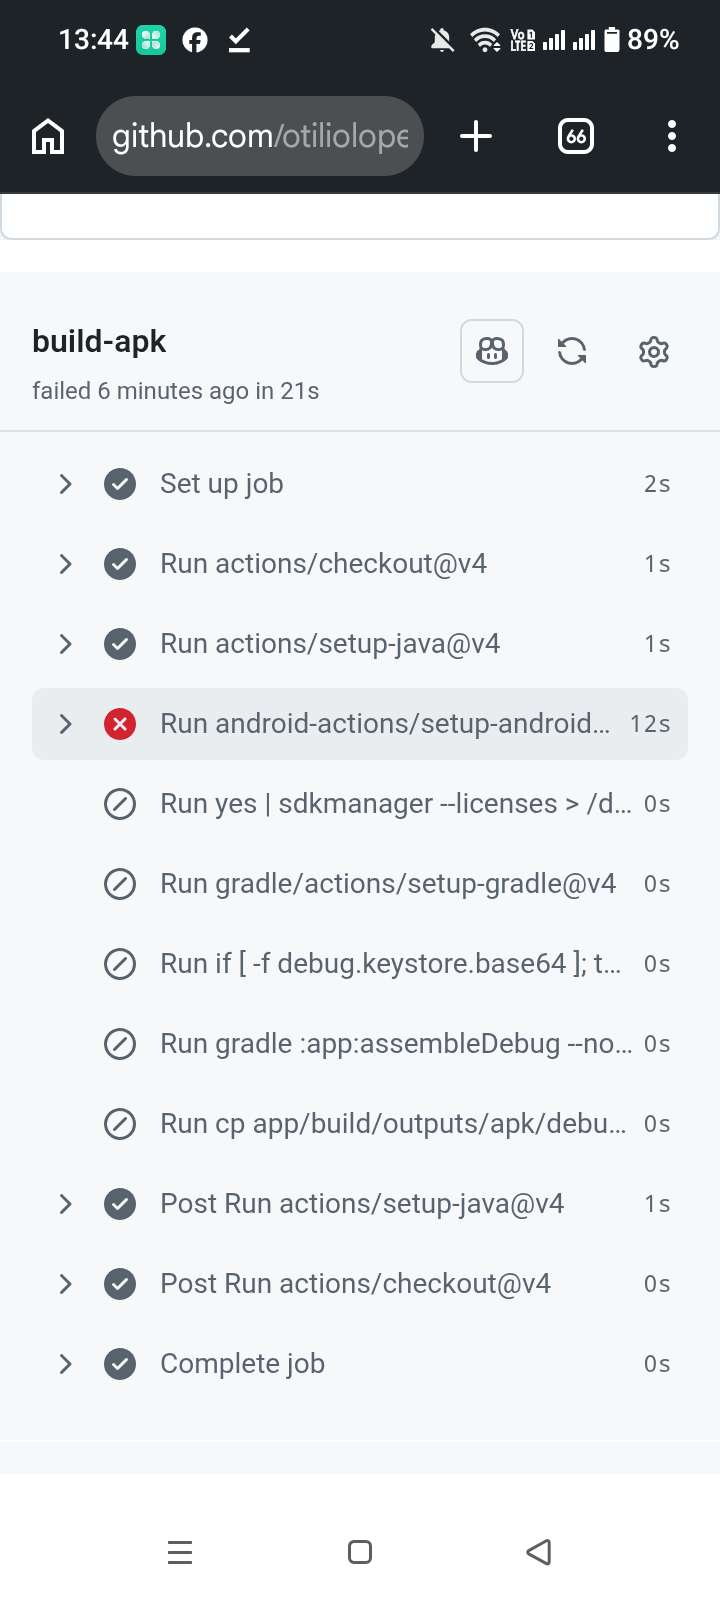 13:44 Vo 1 LTE 2 89%
github.com/otiliolope 66
build-apk
failed 6 minutes ago in 21s
Set up job 2s
Run actions/checkout@v4 1s
Run actions/setup-java@v4 1s
Run android-actions/setup-android... 12s
Run yes | sdkmanager --licenses > /d... 0s
Run gradle/actions/setup-gradle@v4 0s
Run if [ -f debug.keystore.base64 ]; t... 0s
Run gradle :app:assembleDebug --no... 0s
Run cp app/build/outputs/apk/debu... 0s
Post Run actions/setup-java@v4 1s
Post Run actions/checkout@v4 0s
Complete job 0s